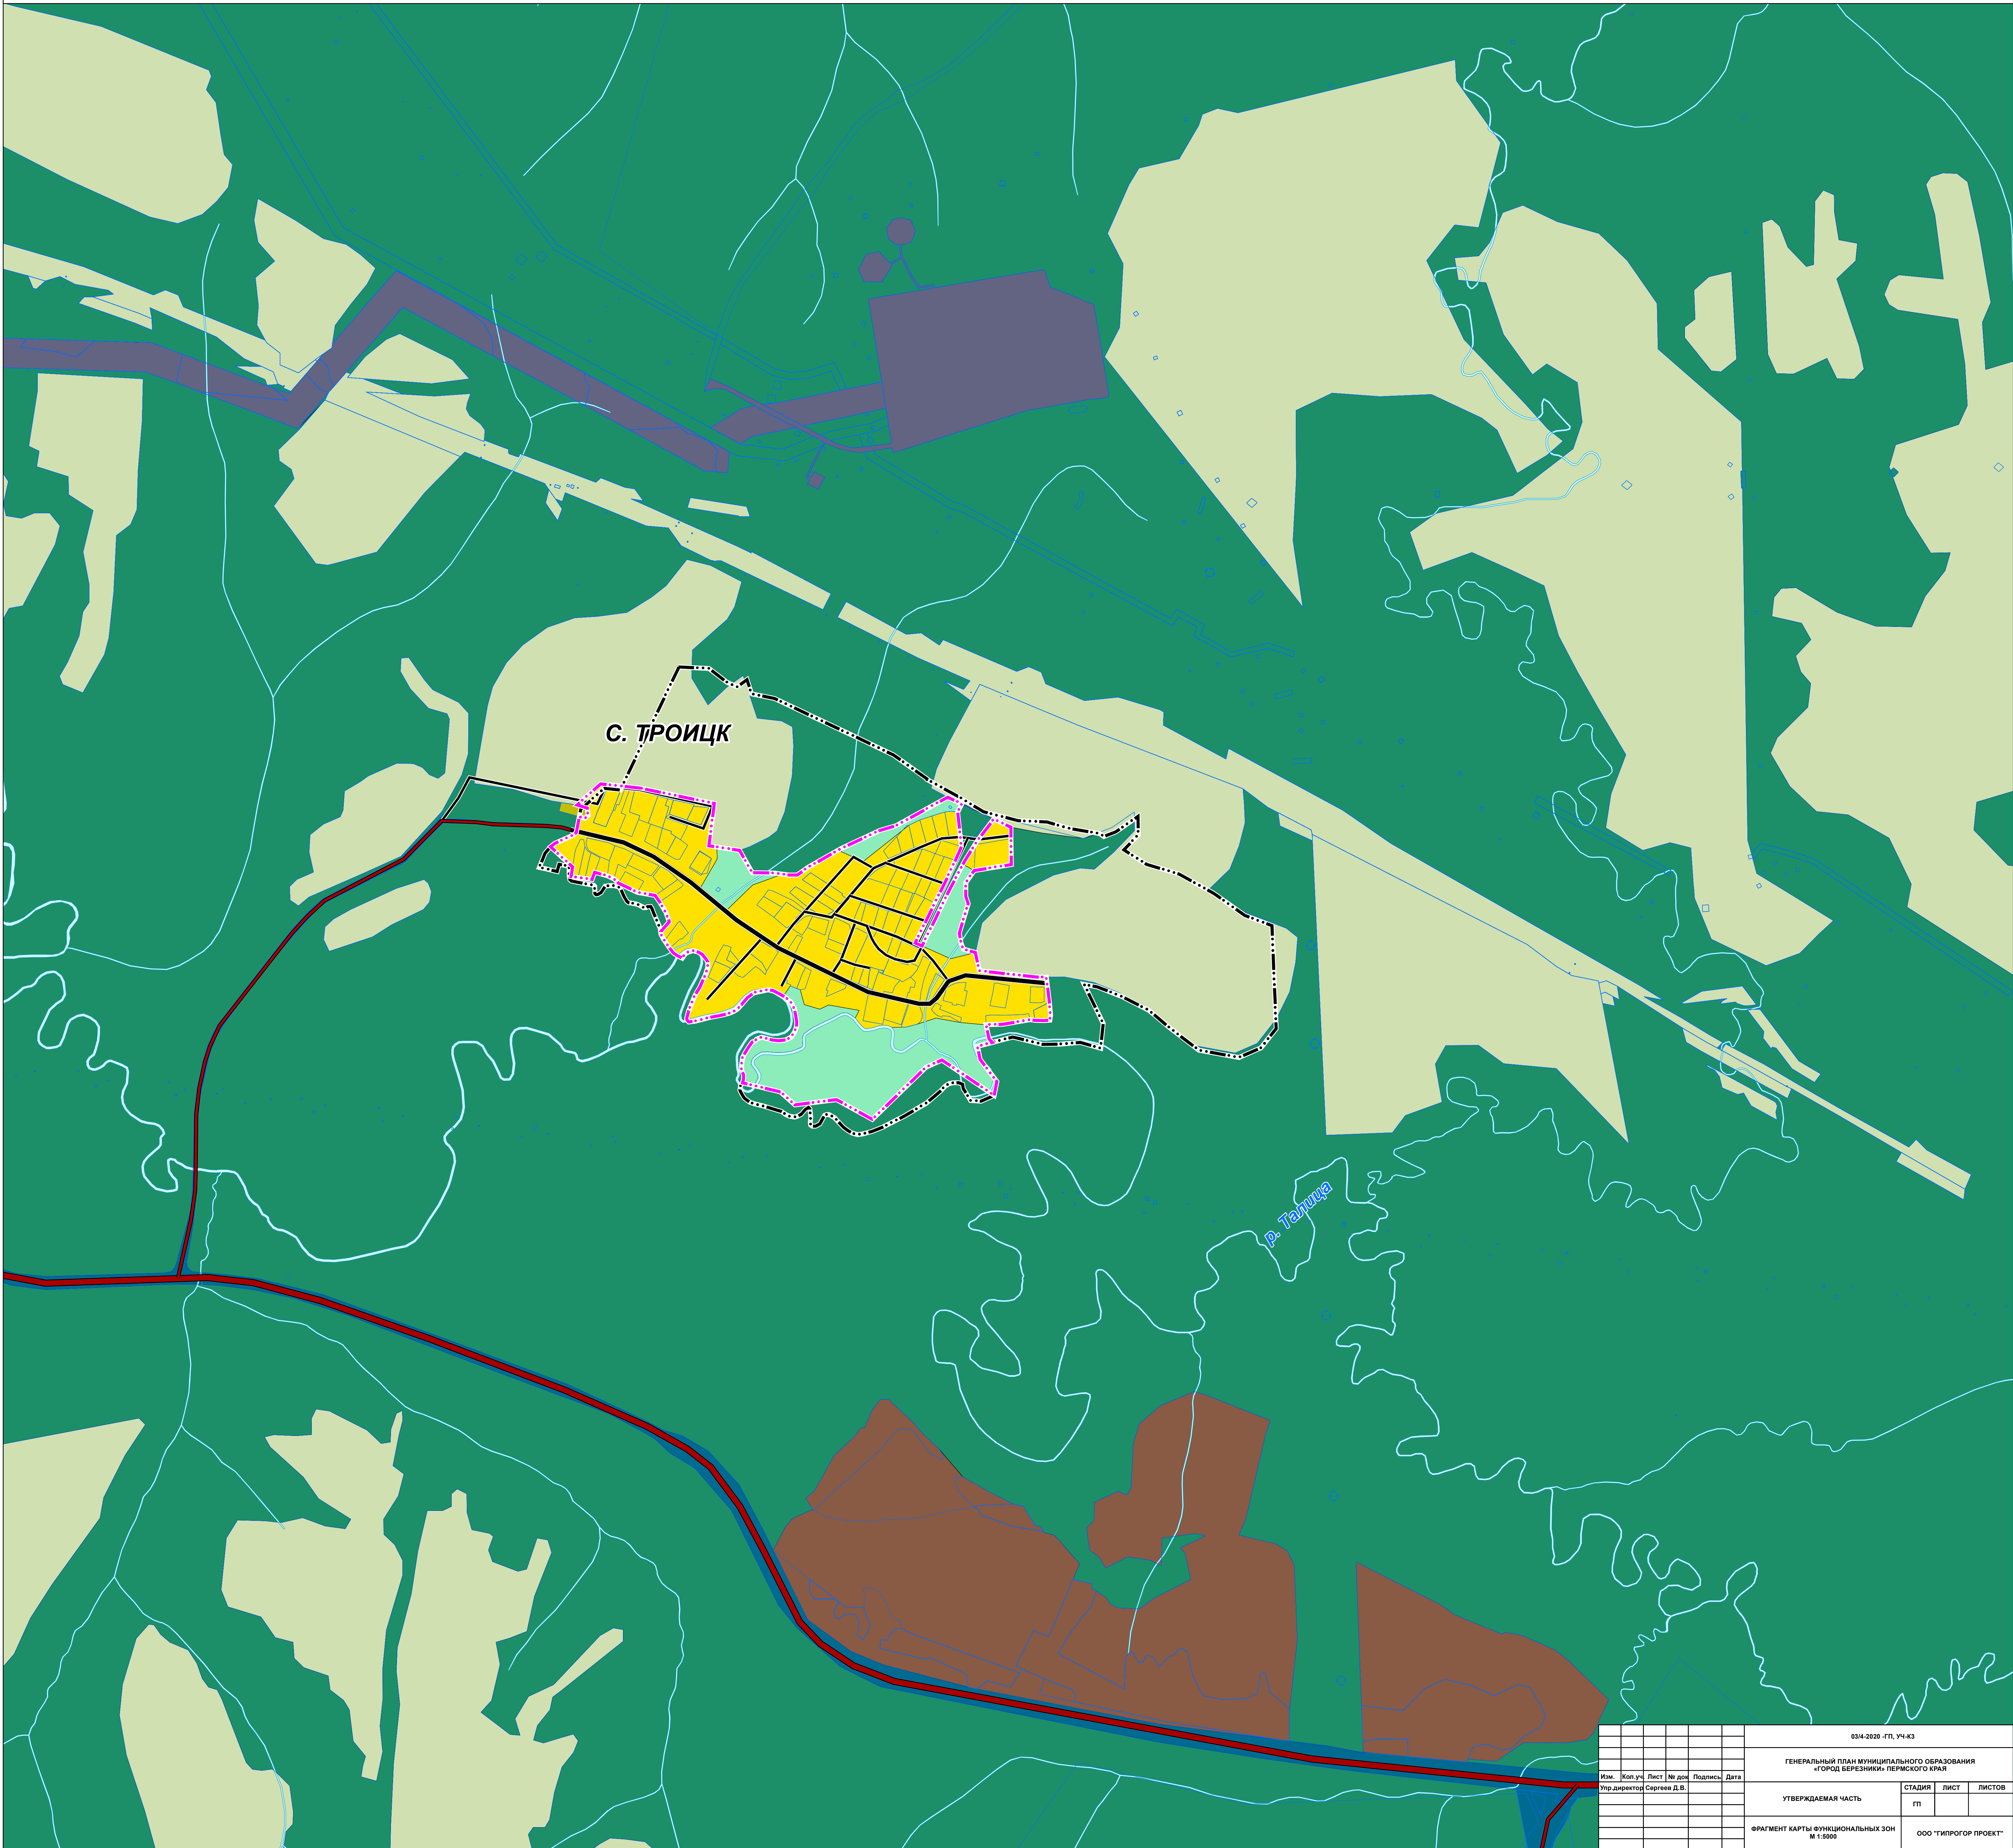 С. ТРОИЦК
р. Талица
03/4-2020 -ГП, УЧ-КЗ
ГЕНЕРАЛЬНЫЙ ПЛАН МУНИЦИПАЛЬНОГО ОБРАЗОВАНИЯ
«ГОРОД БЕРЕЗНИКИ» ПЕРМСКОГО КРАЯ
Изм. Кол.уч Лист № док Подпись Дата
Упр.директор Сергеев Д.В.
УТВЕРЖДАЕМАЯ ЧАСТЬ
СТАДИЯ ЛИСТ ЛИСТОВ
ГП
ФРАГМЕНТ КАРТЫ ФУНКЦИОНАЛЬНЫХ ЗОН
М 1:5000
ООО "ГИПРОГОР ПРОЕКТ"